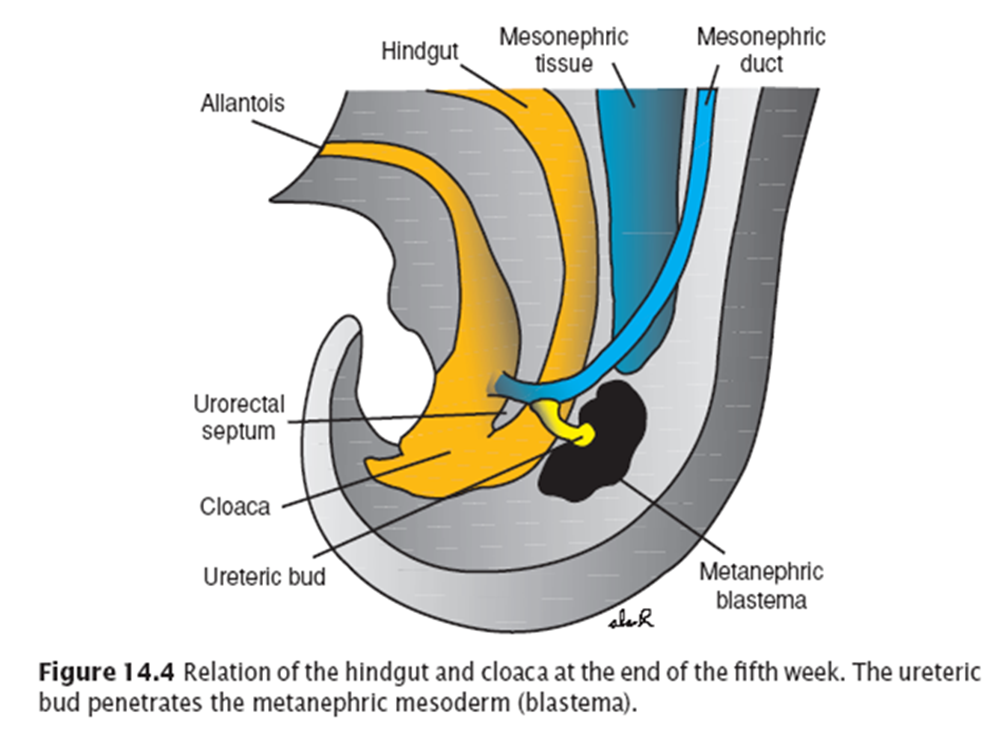 Hindgut
Mesonephric
tissue
Mesonephric
duct
Allantois
Urorectal
septum
Cloaca
Ureteric bud
Metanephric
blastema
Figure 14.4 Relation of the hindgut and cloaca at the end of the fifth week. The ureteric
bud penetrates the metanephric mesoderm (blastema).